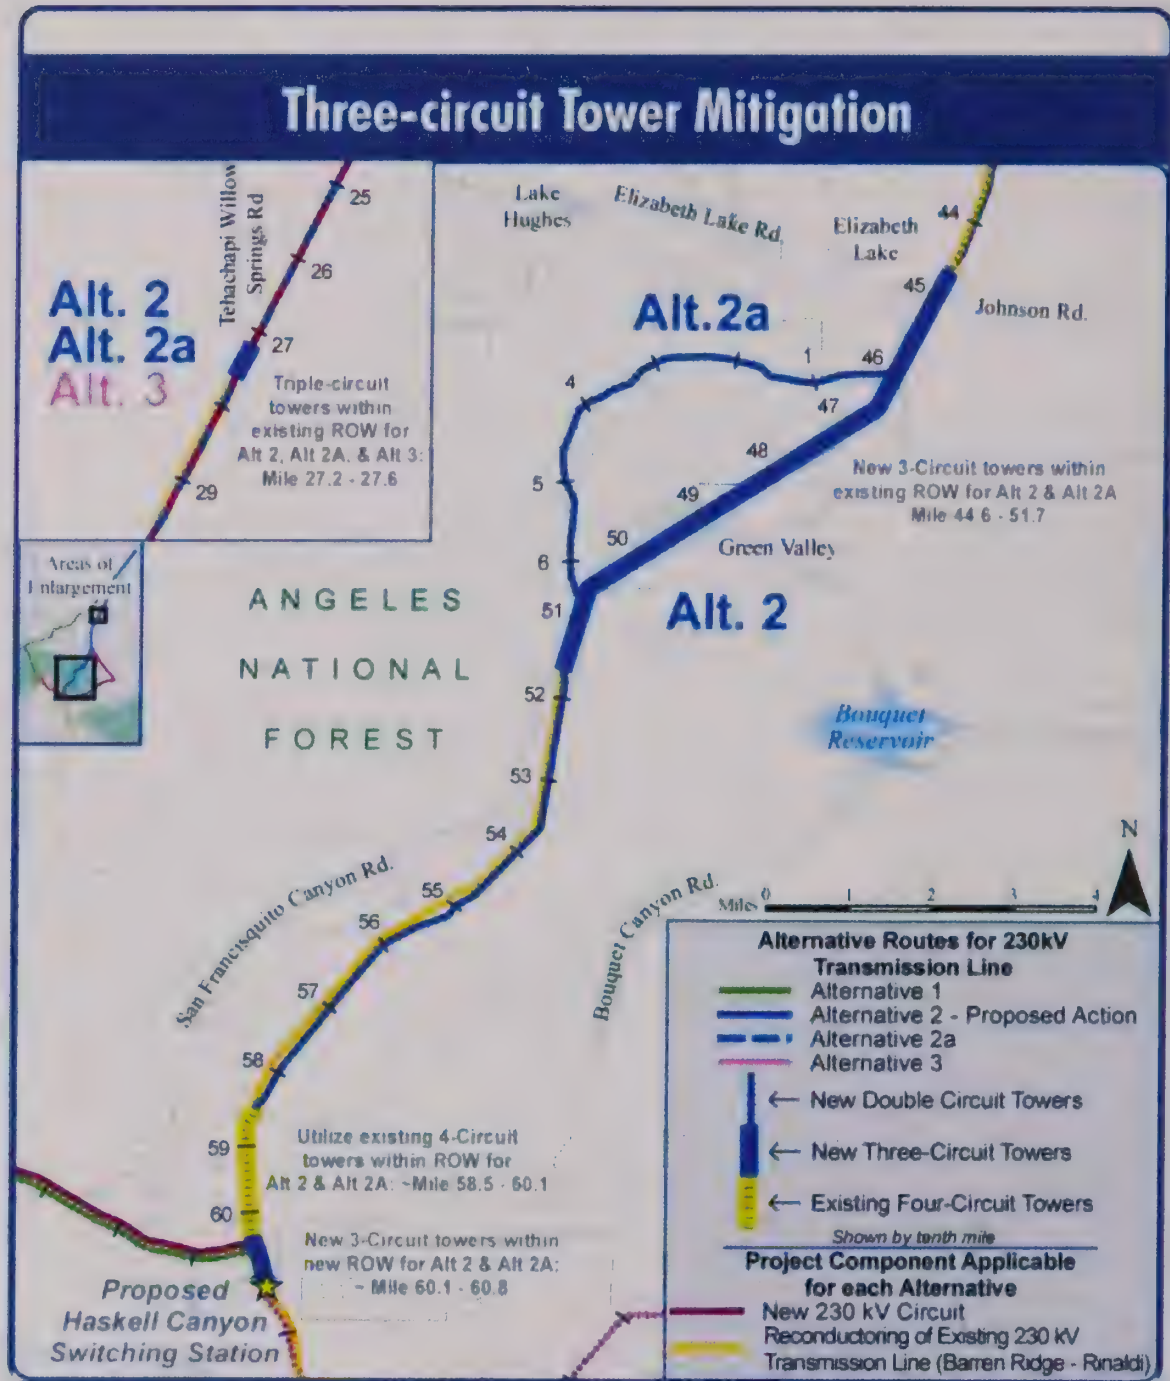 Three-circuit Tower Mitigation
Tehachapi Willow
Springs Rd
25
26
27
29
Alt. 2
Alt. 2a
Alt. 3
Triple-circuit
towers within
existing ROW for
Alt 2, Alt 2A, & Alt 3:
Mile 27.2 - 27.6
Areas of
Enlargement
Lake
Hughes
Elizabeth Lake Rd.
Elizabeth
Lake
44
45
Johnson Rd.
Alt.2a
1
46
4
47
48
5
49
New 3-Circuit towers within
existing ROW for Alt 2 & Alt 2A
Mile 44.6 - 51.7
50
Green Valley
6
51
Alt. 2
ANGELES
NATIONAL
FOREST
52
Bouquet
Reservoir
53
54
San Francisquito Canyon Rd.
55
56
57
58
Bouquet Canyon Rd.
N
Miles 0 1 2 3 4
59
Utilize existing 4-Circuit
towers within ROW for
Alt 2 & Alt 2A: ~Mile 58.5 - 60.1
60
New 3-Circuit towers within
new ROW for Alt 2 & Alt 2A:
~ Mile 60.1 - 60.8
Proposed
Haskell Canyon
Switching Station
Alternative Routes for 230kV
Transmission Line
Alternative 1
Alternative 2 - Proposed Action
Alternative 2a
Alternative 3
← New Double Circuit Towers
← New Three-Circuit Towers
← Existing Four-Circuit Towers
Shown by tenth mile
Project Component Applicable
for each Alternative
New 230 kV Circuit
Reconductoring of Existing 230 kV
Transmission Line (Barren Ridge - Rinaldi)